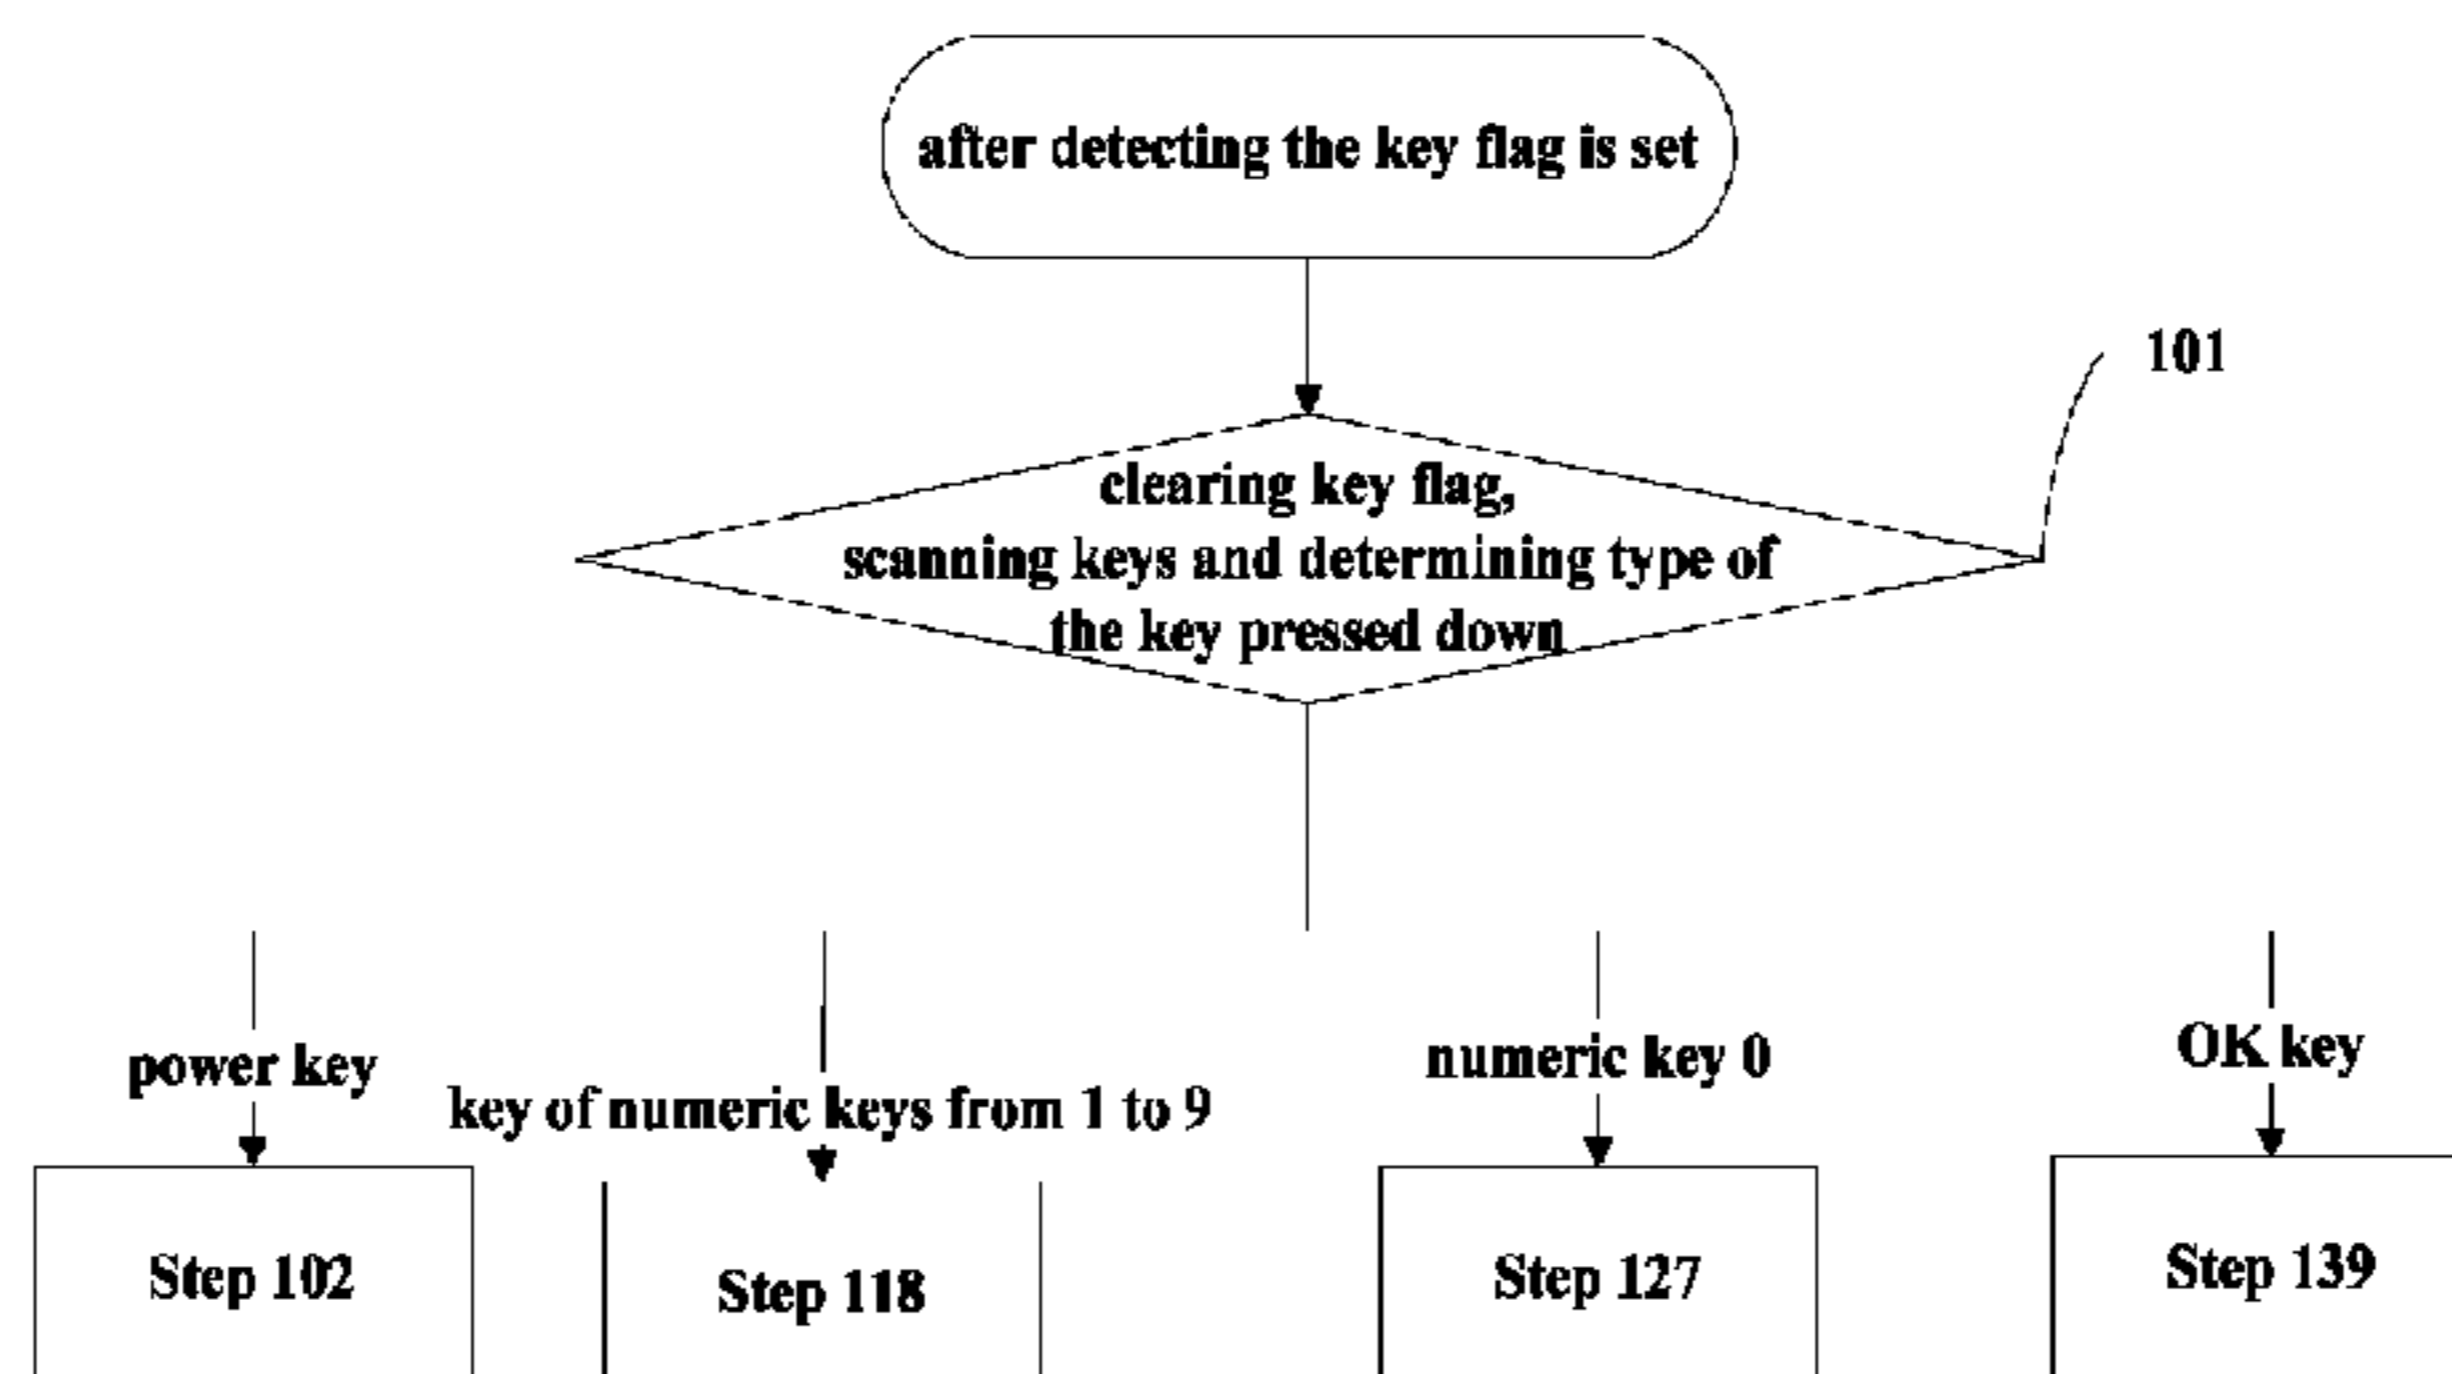 after detecting the key flag is set
101
clearing key flag,
scanning keys and determining type of
the key pressed down
power key
key of numeric keys from 1 to 9
numeric key 0
OK key
Step 102
Step 118
Step 127
Step 139